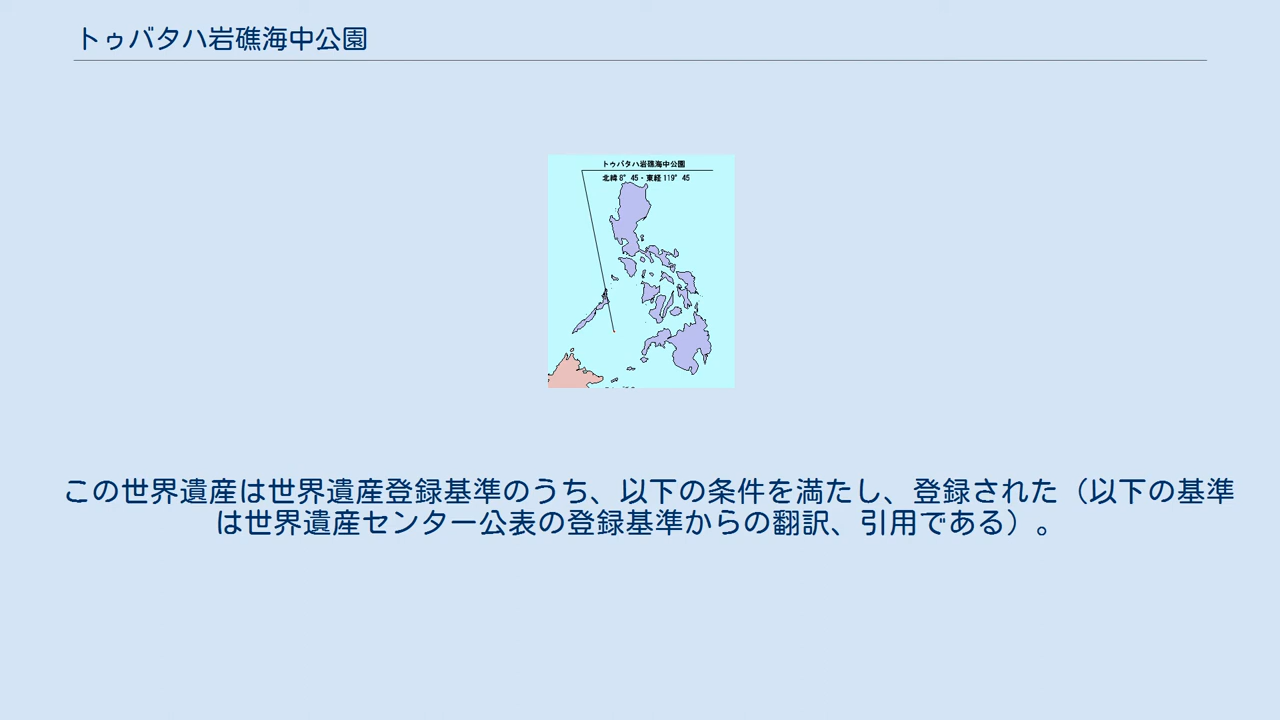 トゥバタハ岩礁海中公園
トゥバタハ岩礁海中公園
北緯8°45・東経119°45
この世界遺産は世界遺産登録基準のうち、以下の条件を満たし、登録された（以下の基準
は世界遺産センター公表の登録基準からの翻訳、引用である）。